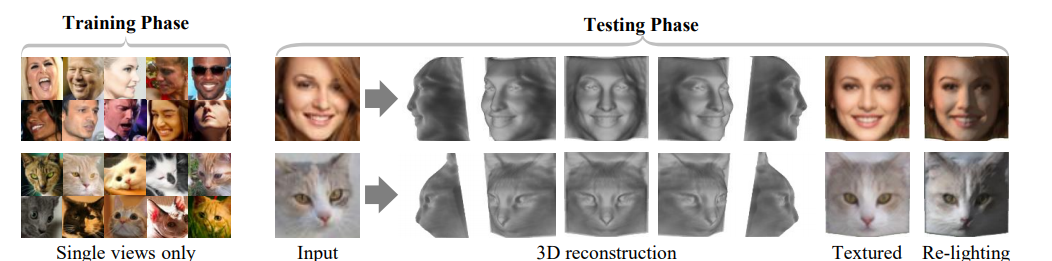 Training Phase
Testing Phase
Single views only
Input
3D reconstruction
Textured
Re-lighting